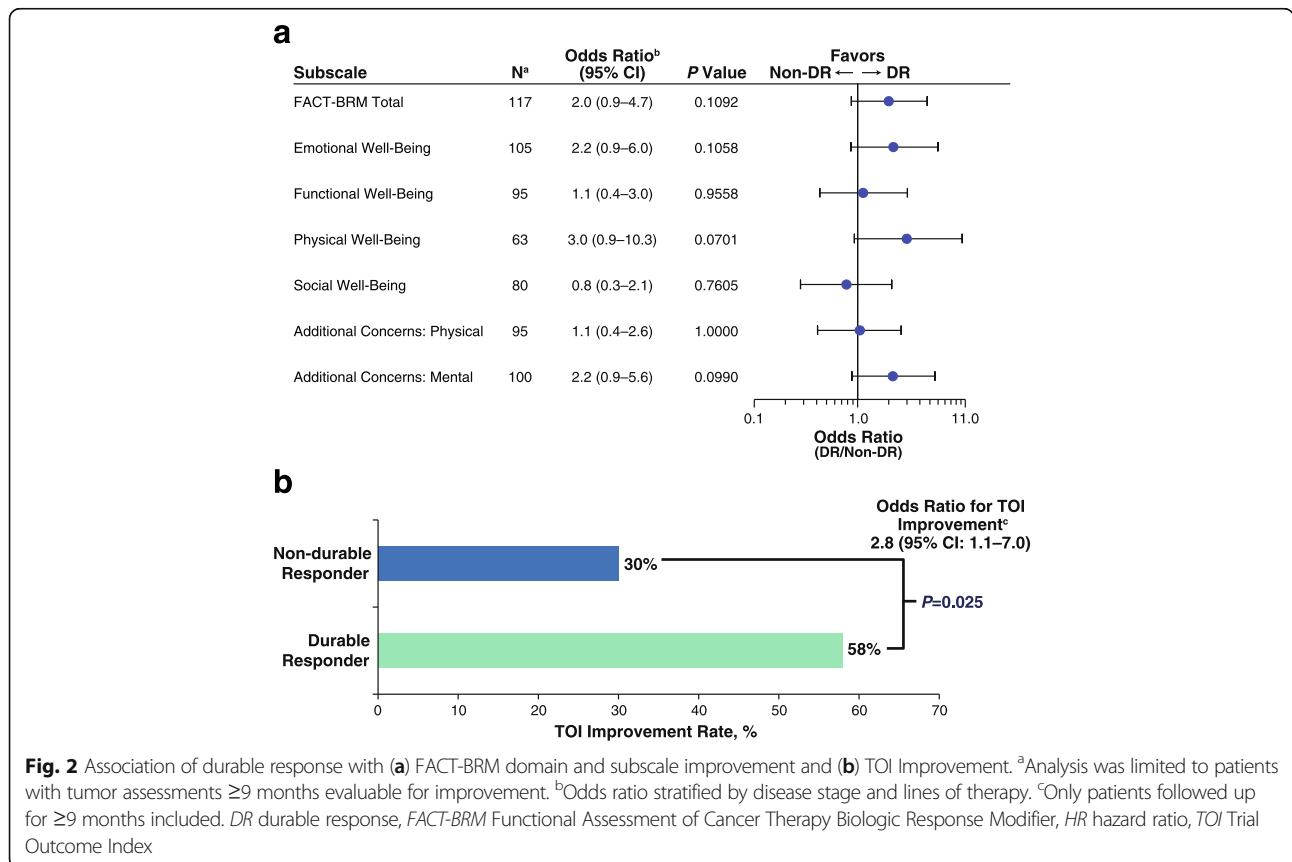 a
Favors
Odds Ratioᵇ
Subscale Nᵃ (95% CI) P Value Non-DR ← → DR
FACT-BRM Total 117 2.0 (0.9–4.7) 0.1092
Emotional Well-Being 105 2.2 (0.9–6.0) 0.1058
Functional Well-Being 95 1.1 (0.4–3.0) 0.9558
Physical Well-Being 63 3.0 (0.9–10.3) 0.0701
Social Well-Being 80 0.8 (0.3–2.1) 0.7605
Additional Concerns: Physical 95 1.1 (0.4–2.6) 1.0000
Additional Concerns: Mental 100 2.2 (0.9–5.6) 0.0990
0.1 1.0 11.0
Odds Ratio
(DR/Non-DR)
b
Odds Ratio for TOI
Improvementᶜ
2.8 (95% CI: 1.1–7.0)
Non-durable
Responder
30%
P=0.025
Durable
Responder
58%
0 10 20 30 40 50 60 70
TOI Improvement Rate, %
Fig. 2 Association of durable response with (a) FACT-BRM domain and subscale improvement and (b) TOI Improvement. ᵃAnalysis was limited to patients
with tumor assessments ≥9 months evaluable for improvement. ᵇOdds ratio stratified by disease stage and lines of therapy. ᶜOnly patients followed up
for ≥9 months included. DR durable response, FACT-BRM Functional Assessment of Cancer Therapy Biologic Response Modifier, HR hazard ratio, TOI Trial
Outcome Index